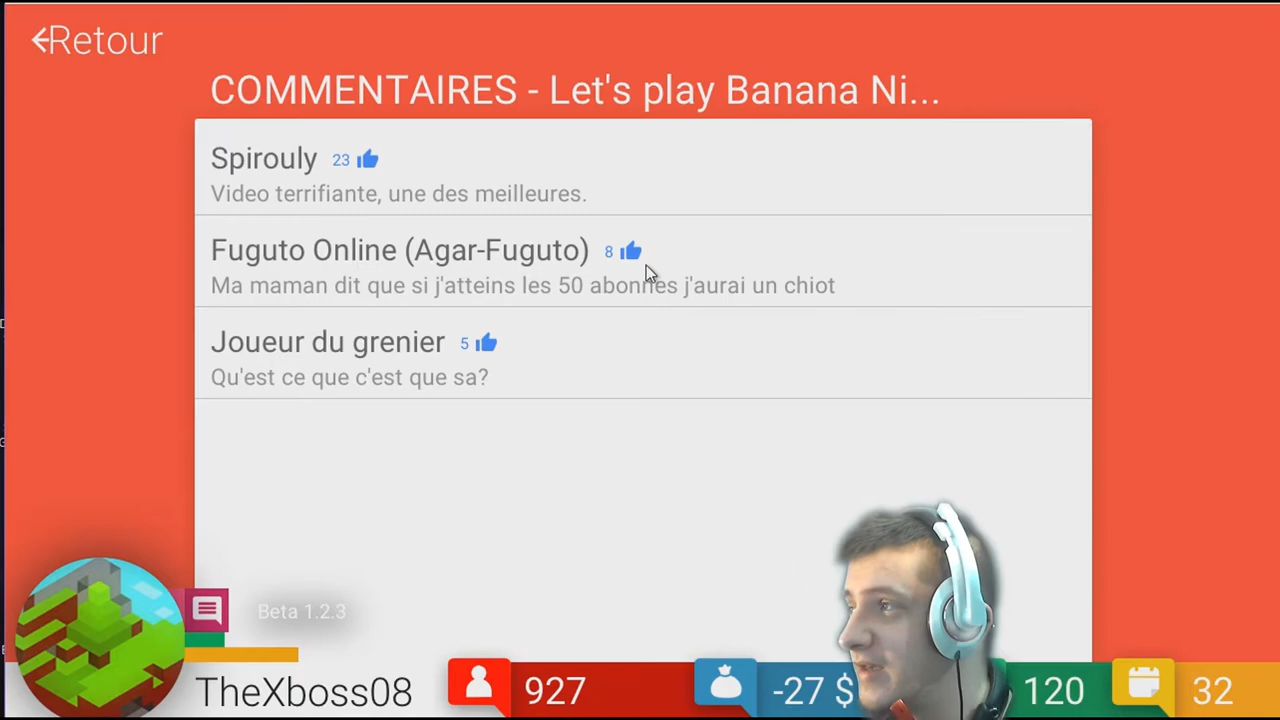 Retour
COMMENTAIRES - Let's play Banana Ni...
Spirouly 23
Video terrifiante, une des meilleures.
Fuguto Online (Agar-Fuguto) 8
Ma maman dit que si j'atteins les 50 abonnes j'aurai un chiot
Joueur du grenier 5
Qu'est ce que c'est que sa?
Beta 1.2.3
TheXboss08 927 -27 $ 120 32